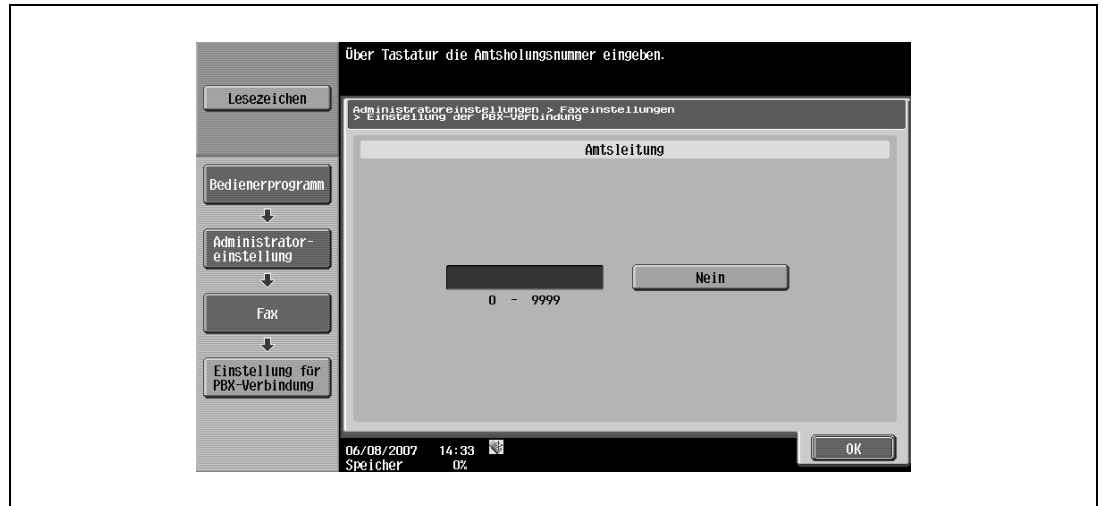 Über Tastatur die Amtsholungsnummer eingeben.
Lesezeichen
Administratoreinstellungen > Faxeinstellungen
> Einstellung der PBX-Verbindung
Amtsleitung
Bedienerprogramm
Administrator-
einstellung
Fax
Einstellung für
PBX-Verbindung
Nein
0 - 9999
06/08/2007 14:33
Speicher 0%
OK